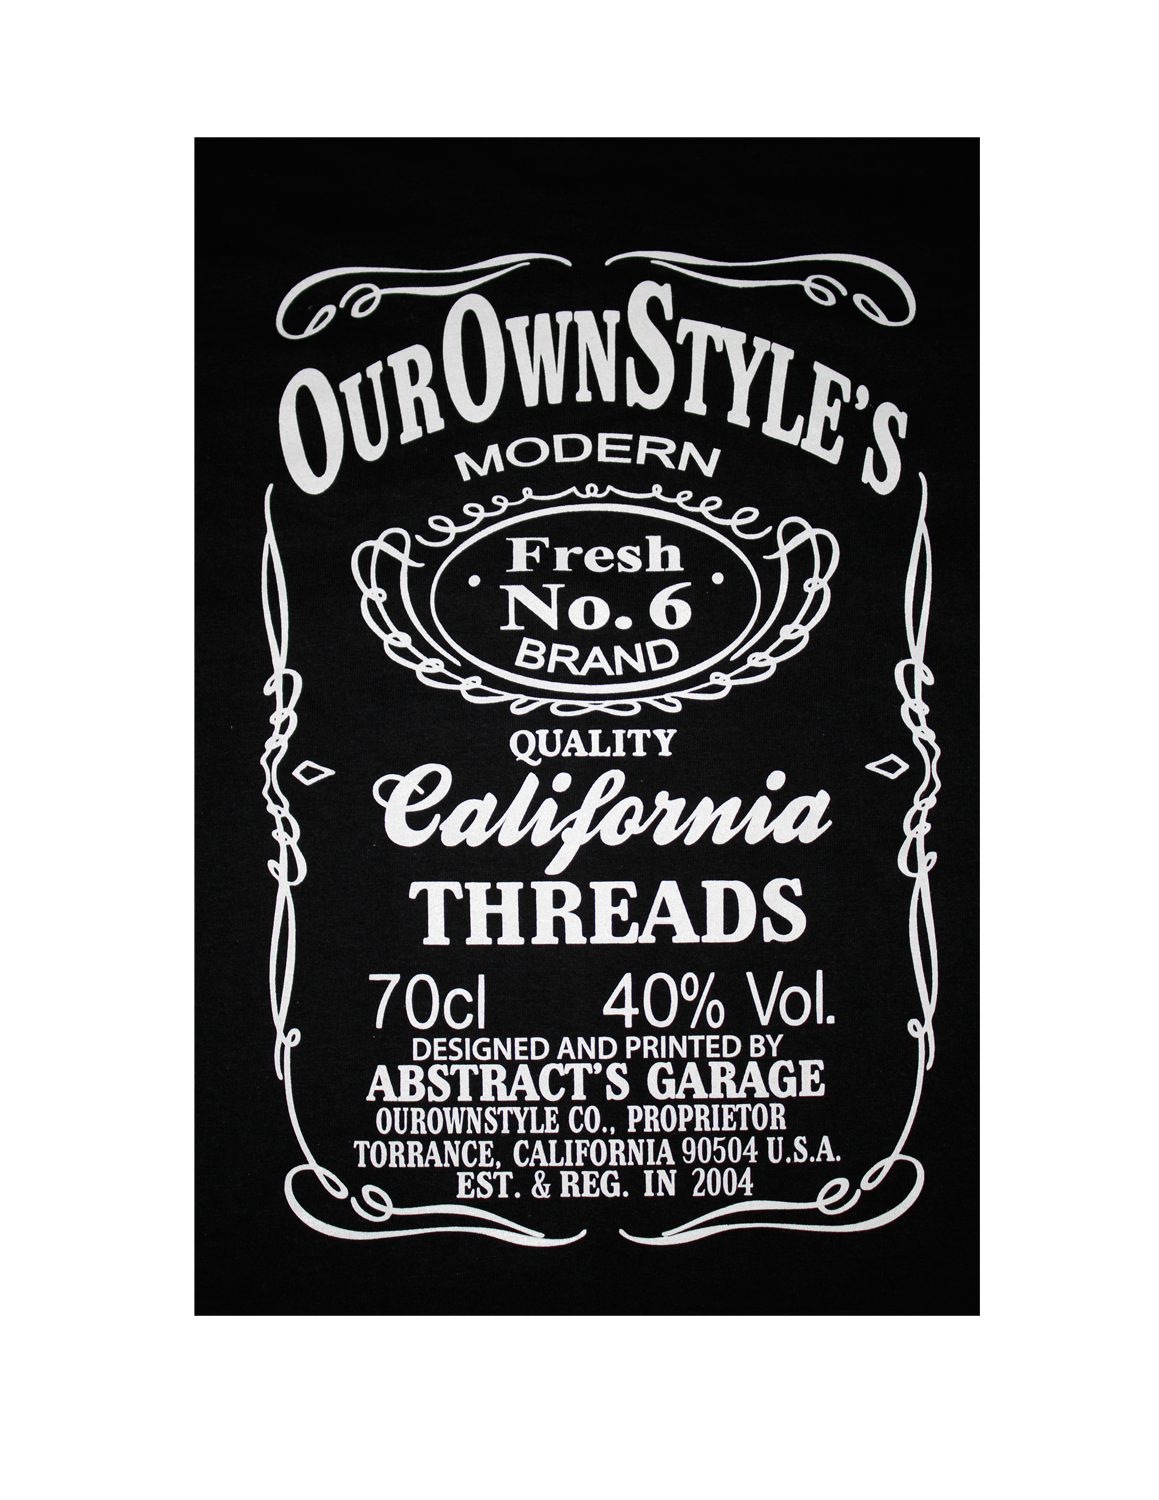 OUROWNSTYLE'S
MODERN
Fresh
No. 6
BRAND
QUALITY
California
THREADS
70cl 40% Vol.
DESIGNED AND PRINTED BY
ABSTRACT'S GARAGE
OUROWNSTYLE CO., PROPRIETOR
TORRANCE, CALIFORNIA 90504 U.S.A.
EST. & REG. IN 2004